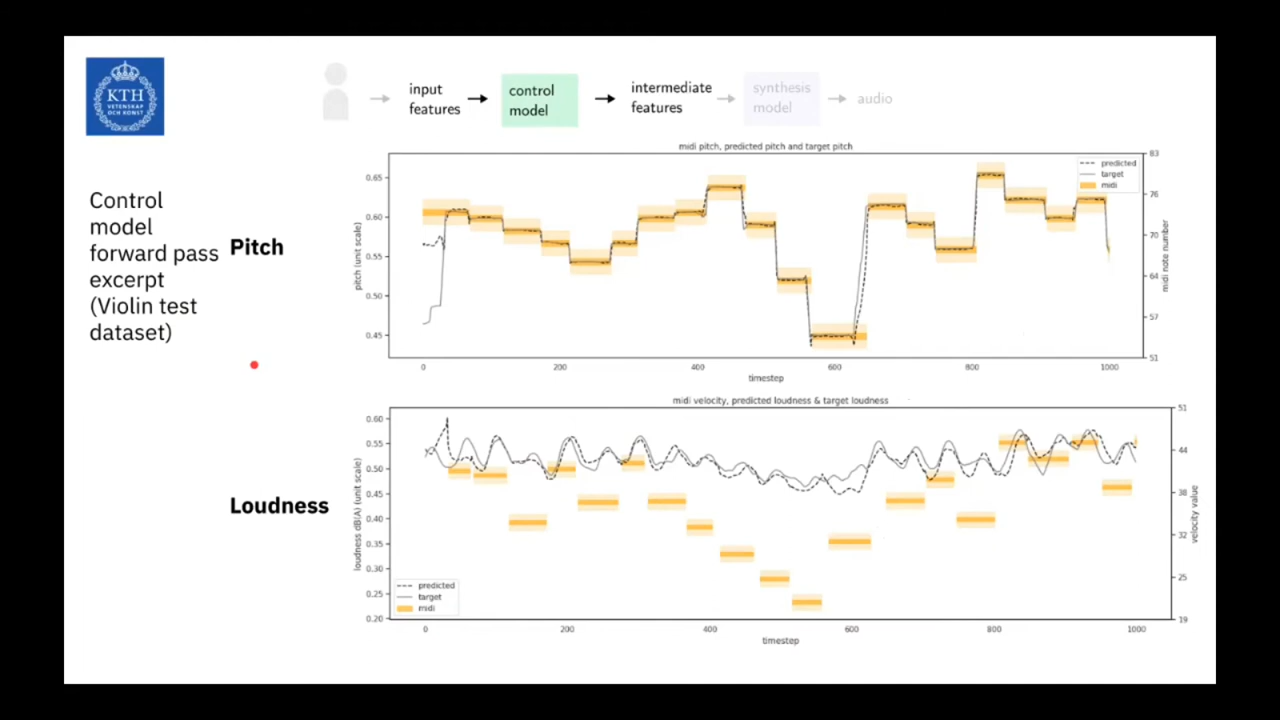 KTH
VETENSKAP
OCH KONST
input
features
control
model
intermediate
features
synthesis
model
audio
Control
model
forward pass
excerpt
(Violin test
dataset)
Pitch
midi pitch, predicted pitch and target pitch
pitch (unit scale)
0.65
0.60
0.55
0.50
0.45
83
76
70
64
57
51
midi note number
predicted
target
midi
0 200 400 600 800 1000
timestep
Loudness
midi velocity, predicted loudness & target loudness
loudness dB(A) (unit scale)
0.60
0.55
0.50
0.45
0.40
0.35
0.30
0.25
0.20
51
44
38
32
25
19
velocity value
predicted
target
midi
0 200 400 600 800 1000
timestep